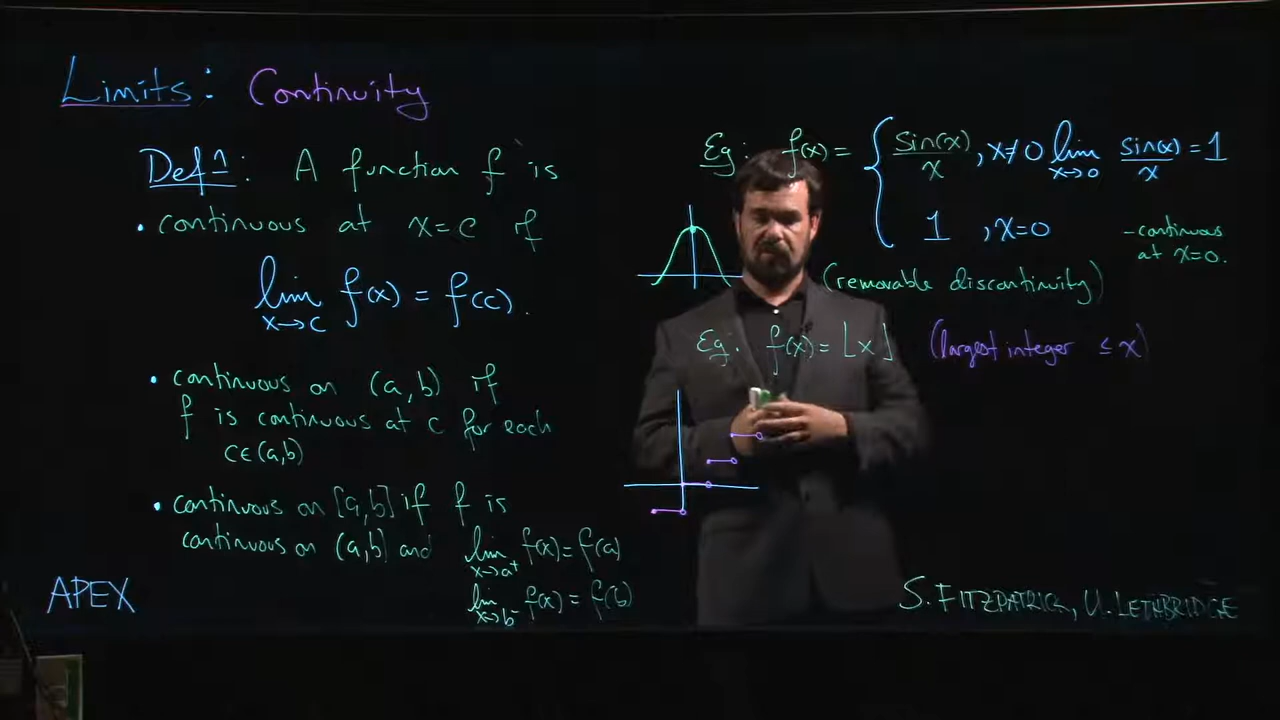 Limits: Continuity
Def'n: A function f is
• continuous at x=c if
lim x→c f(x) = f(c).
• continuous on (a,b) if
f is continuous at c for each
c∈(a,b)
• continuous on [a,b] if f is
continuous on (a,b) and lim x→a⁺ f(x) = f(a)
lim x→b⁻ f(x) = f(b)
APEX
Eg: f(x) = { sin(x)/x , x≠0 lim x→0 sin(x)/x = 1
1 , x=0
- continuous
at x=0.
(removable discontinuity)
Eg: f(x) = ⌊x⌋ (largest integer ≤ x)
S. FITZPATRICK, U. LETHBRIDGE